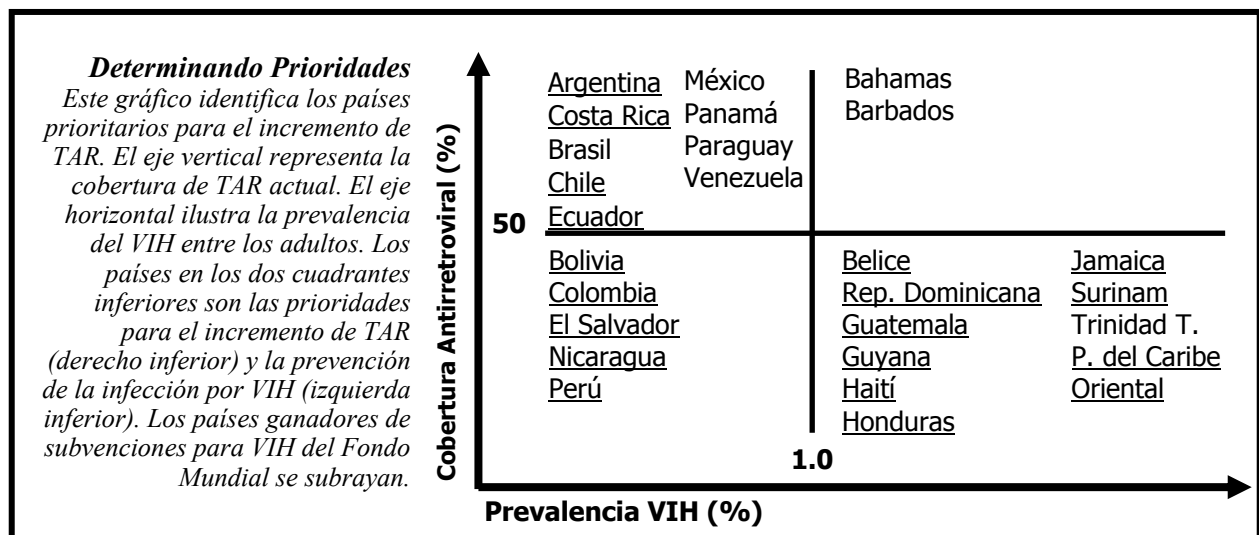 Determinando Prioridades
Este gráfico identifica los países
prioritarios para el incremento de
TAR. El eje vertical representa la
cobertura de TAR actual. El eje
horizontal ilustra la prevalencia
del VIH entre los adultos. Los
países en los dos cuadrantes
inferiores son las prioridades
para el incremento de TAR
(derecho inferior) y la prevención
de la infección por VIH (izquierda
inferior). Los países ganadores de
subvenciones para VIH del Fondo
Mundial se subrayan.
Cobertura Antirretroviral (%)
50
Argentina
Costa Rica
Brasil
Chile
Ecuador
México
Panamá
Paraguay
Venezuela
Bahamas
Barbados
Bolivia
Colombia
El Salvador
Nicaragua
Perú
Belice
Rep. Dominicana
Guatemala
Guyana
Haití
Honduras
Jamaica
Surinam
Trinidad T.
P. del Caribe
Oriental
1.0
Prevalencia VIH (%)